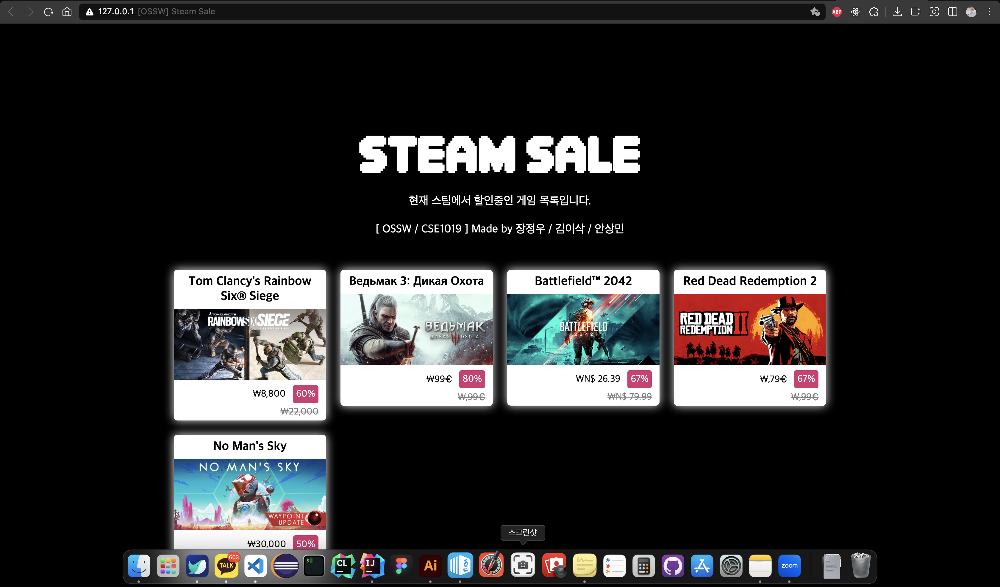 127.0.0.1 [OSSW] Steam Sale
ABP
STEAM SALE
현재 스팀에서 할인중인 게임 목록입니다.
[ OSSW / CSE1019 ] Made by 장정우 / 김이삭 / 안상민
Tom Clancy's Rainbow
Six® Siege
TOM CLANCY'S
RAINBOWSIX SIEGE
₩8,800 60%
₩22,000
Ведьмак 3: Дикая Охота
ВЕДЬМАК
ДИКАЯ ОХОТА
₩99€ 80%
₩,99€
Battlefield™ 2042
BATTLEFIELD
2042
₩N$ 26.39 67%
₩N$ 79.99
Red Dead Redemption 2
RED DEAD
REDEMPTION II
₩,79€ 67%
₩,99€
No Man's Sky
NO MAN'S SKY
WAYPOINT
UPDATE
₩30,000 50%
스크린샷
603
TALK
$
CL
IJ
Ai
zoom